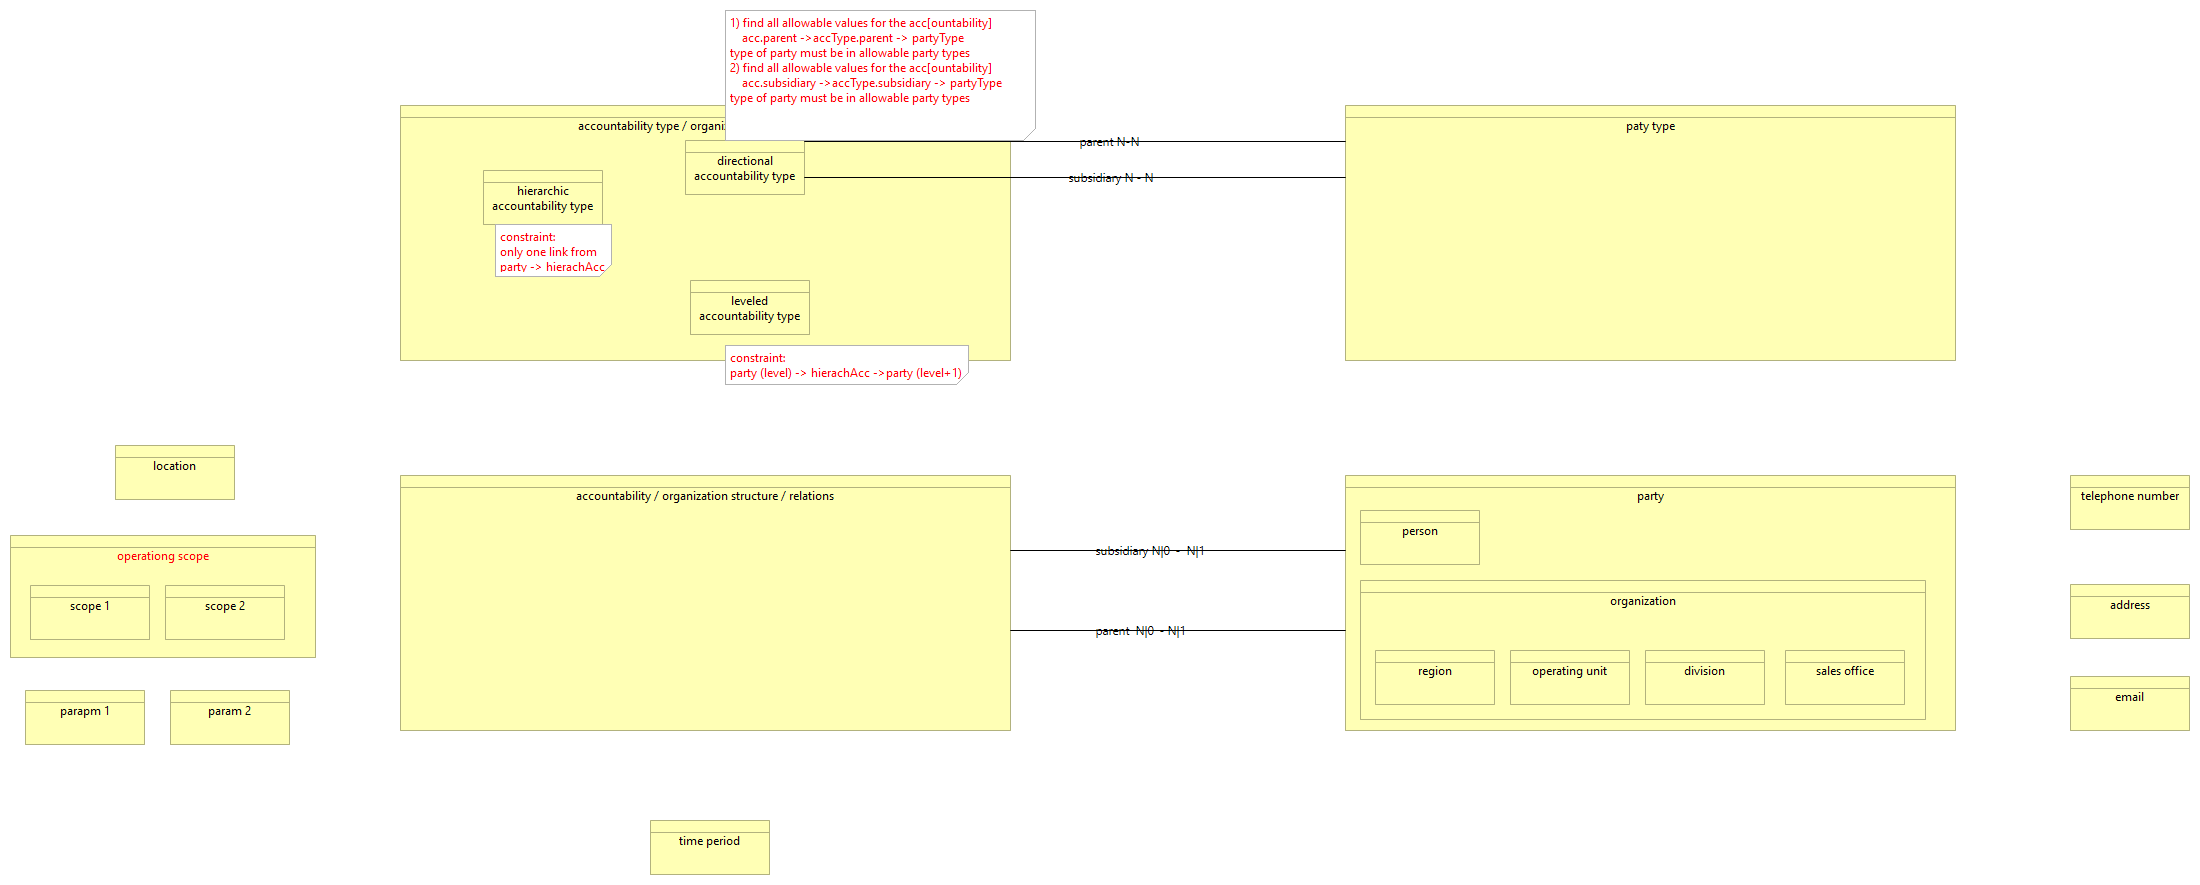 1) find all allowable values for the acc[ountability]
acc.parent ->accType.parent -> partyType
type of party must be in allowable party types
2) find all allowable values for the acc[ountability]
acc.subsidiary ->accType.subsidiary -> partyType
type of party must be in allowable party types
accountability type / organi
paty type
parent N-N
directional
accountability type
subsidiary N - N
hierarchic
accountability type
constraint:
only one link from
party -> hierachAcc
leveled
accountability type
constraint:
party (level) -> hierachAcc ->party (level+1)
location
accountability / organization structure / relations
party
telephone number
person
operationg scope
subsidiary N|0 - N|1
scope 1
scope 2
organization
address
parent N|0 - N|1
region
operating unit
division
sales office
email
parapm 1
param 2
time period